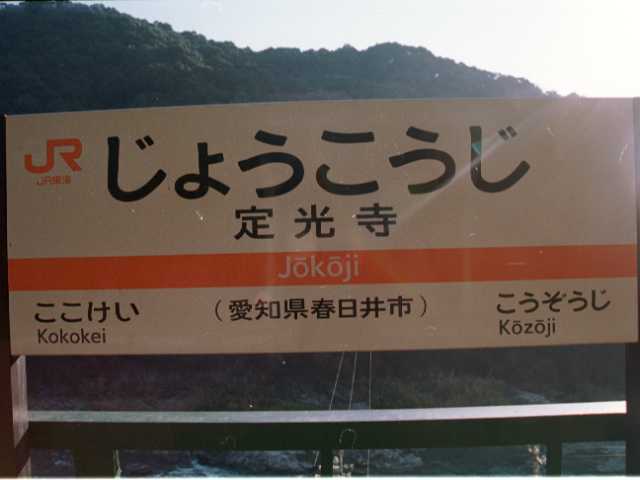 JR
JR東海
じょうこうじ
定光寺
Jōkōji
ここけい
Kokokei
(愛知県春日井市)
こうぞうじ
Kōzōji